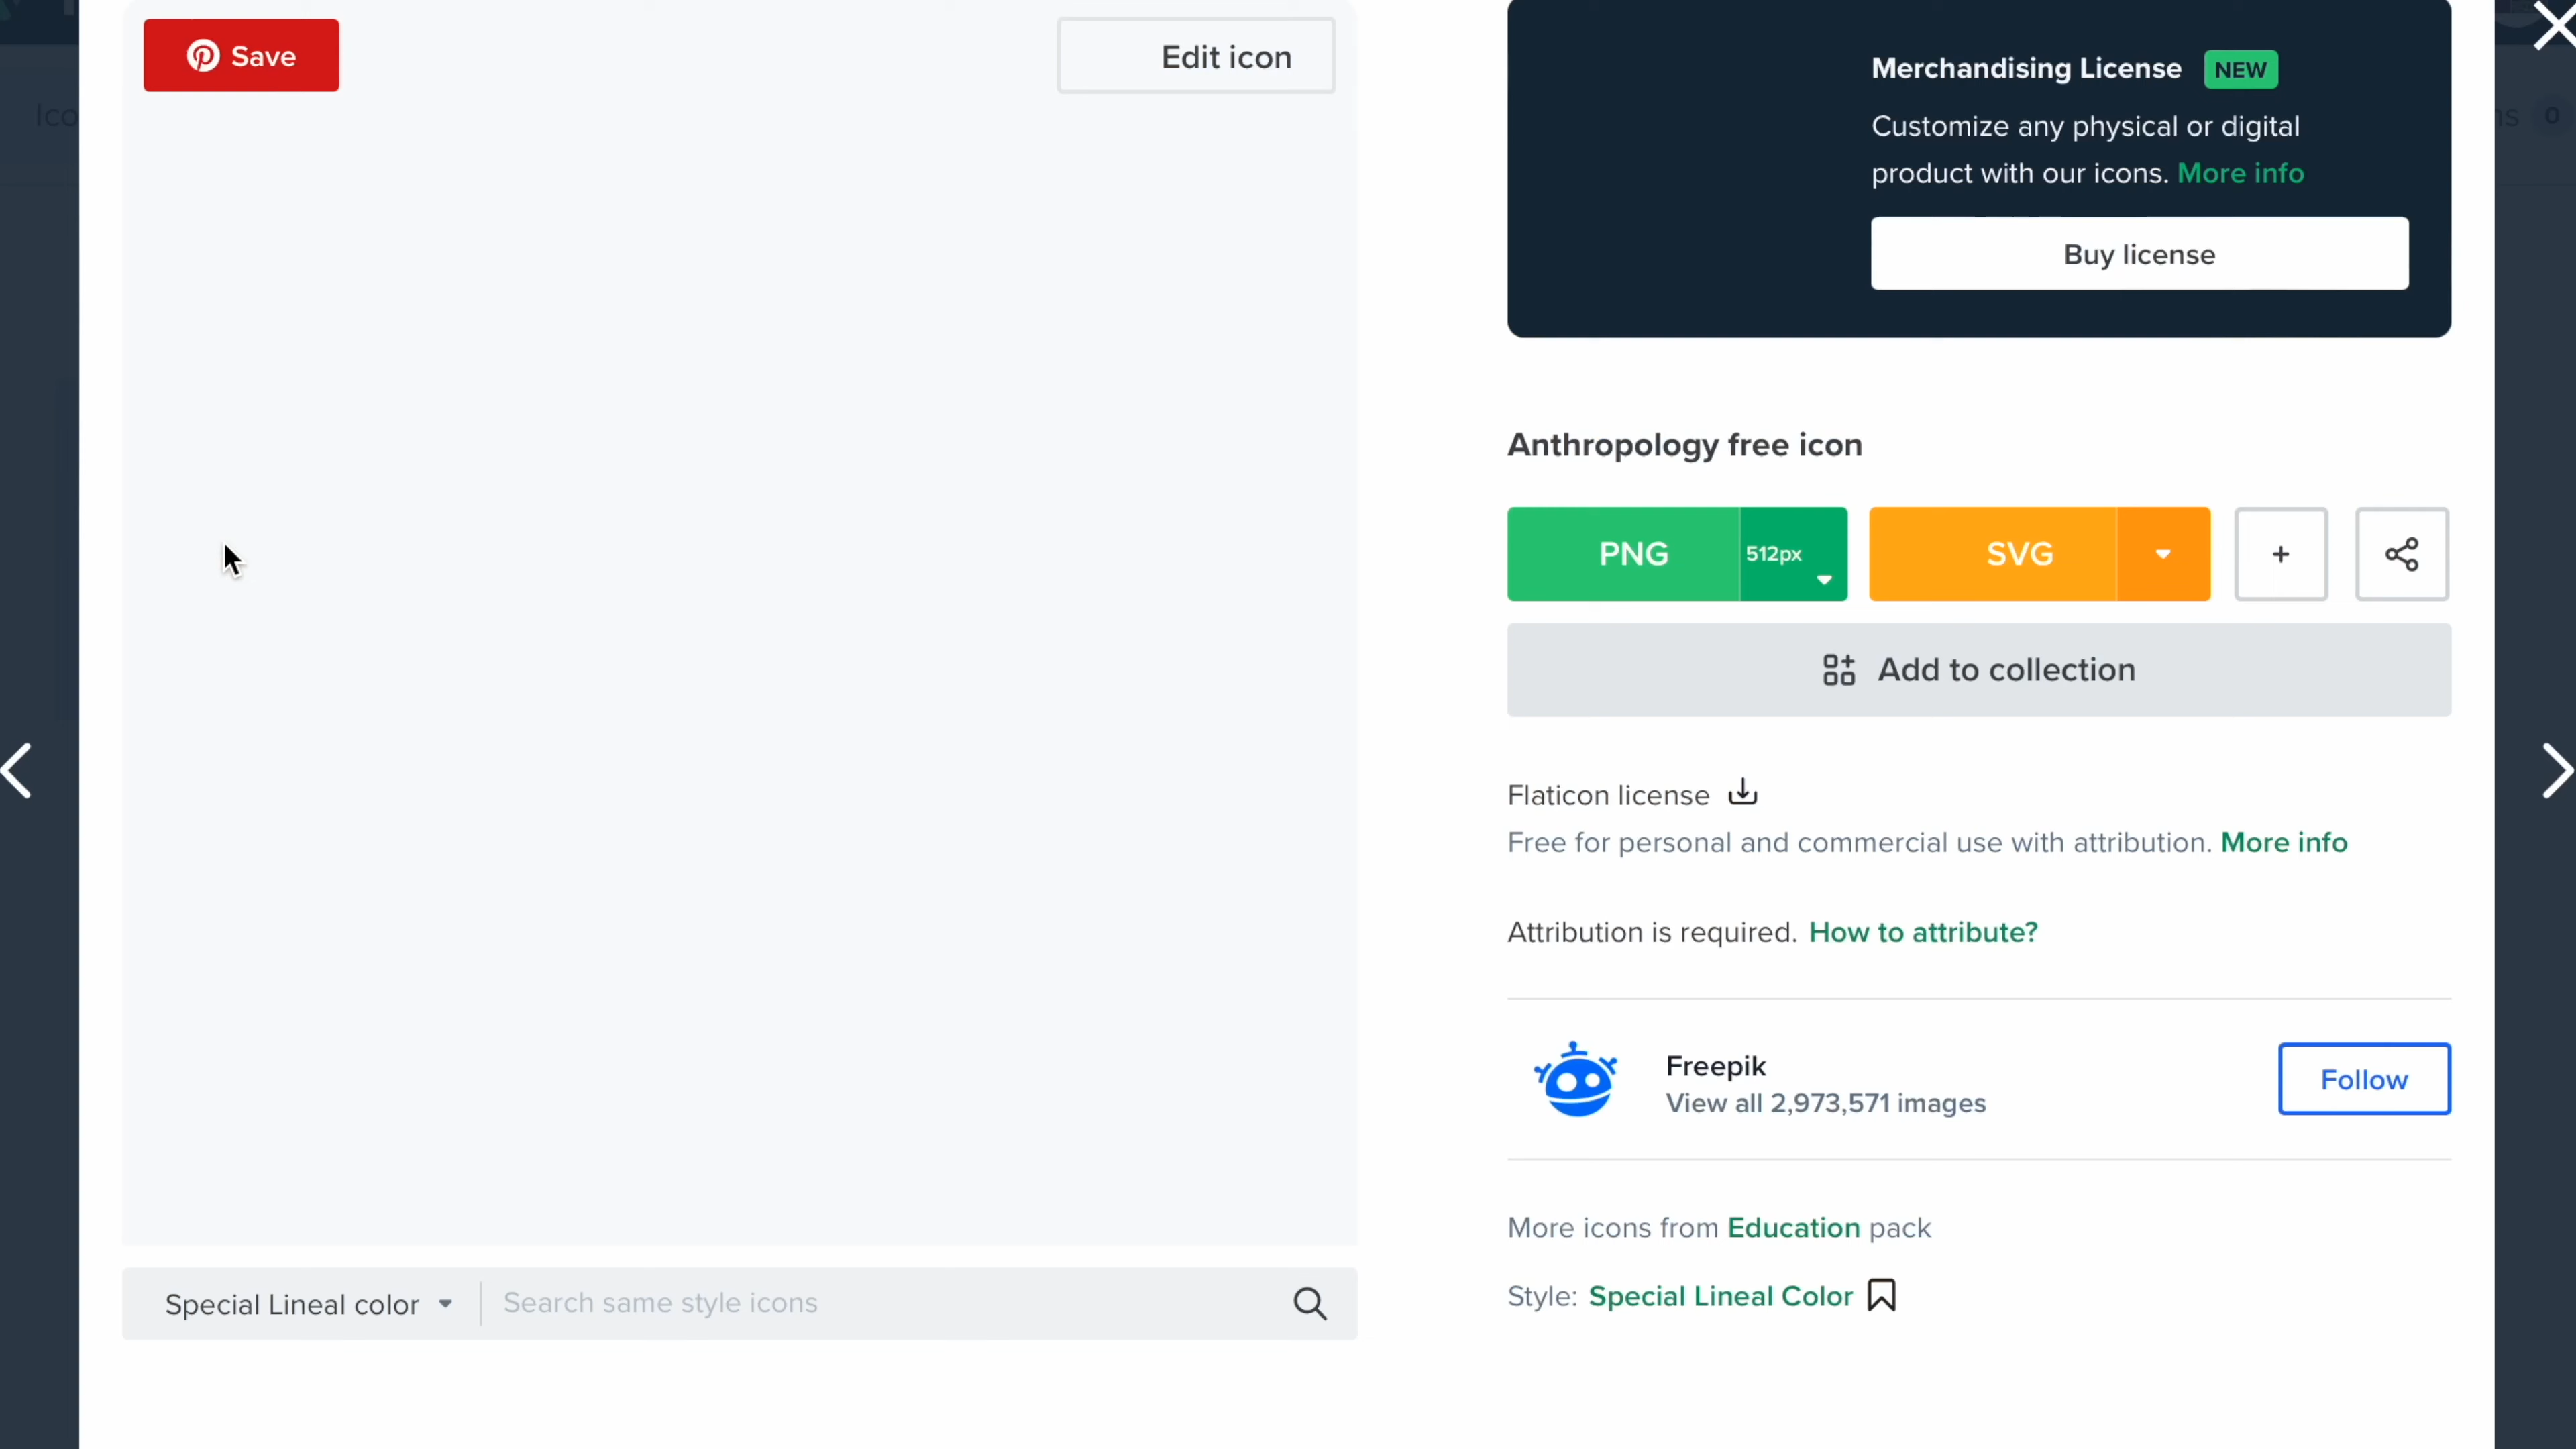 Save
Edit icon
Merchandising License NEW
Customize any physical or digital
product with our icons. More info
Buy license
Ico
0
Anthropology free icon
PNG 512px
SVG
+
Add to collection
Flaticon license
Free for personal and commercial use with attribution. More info
Attribution is required. How to attribute?
Freepik
View all 2,973,571 images
Follow
More icons from Education pack
Style: Special Lineal Color
Special Lineal color
Search same style icons